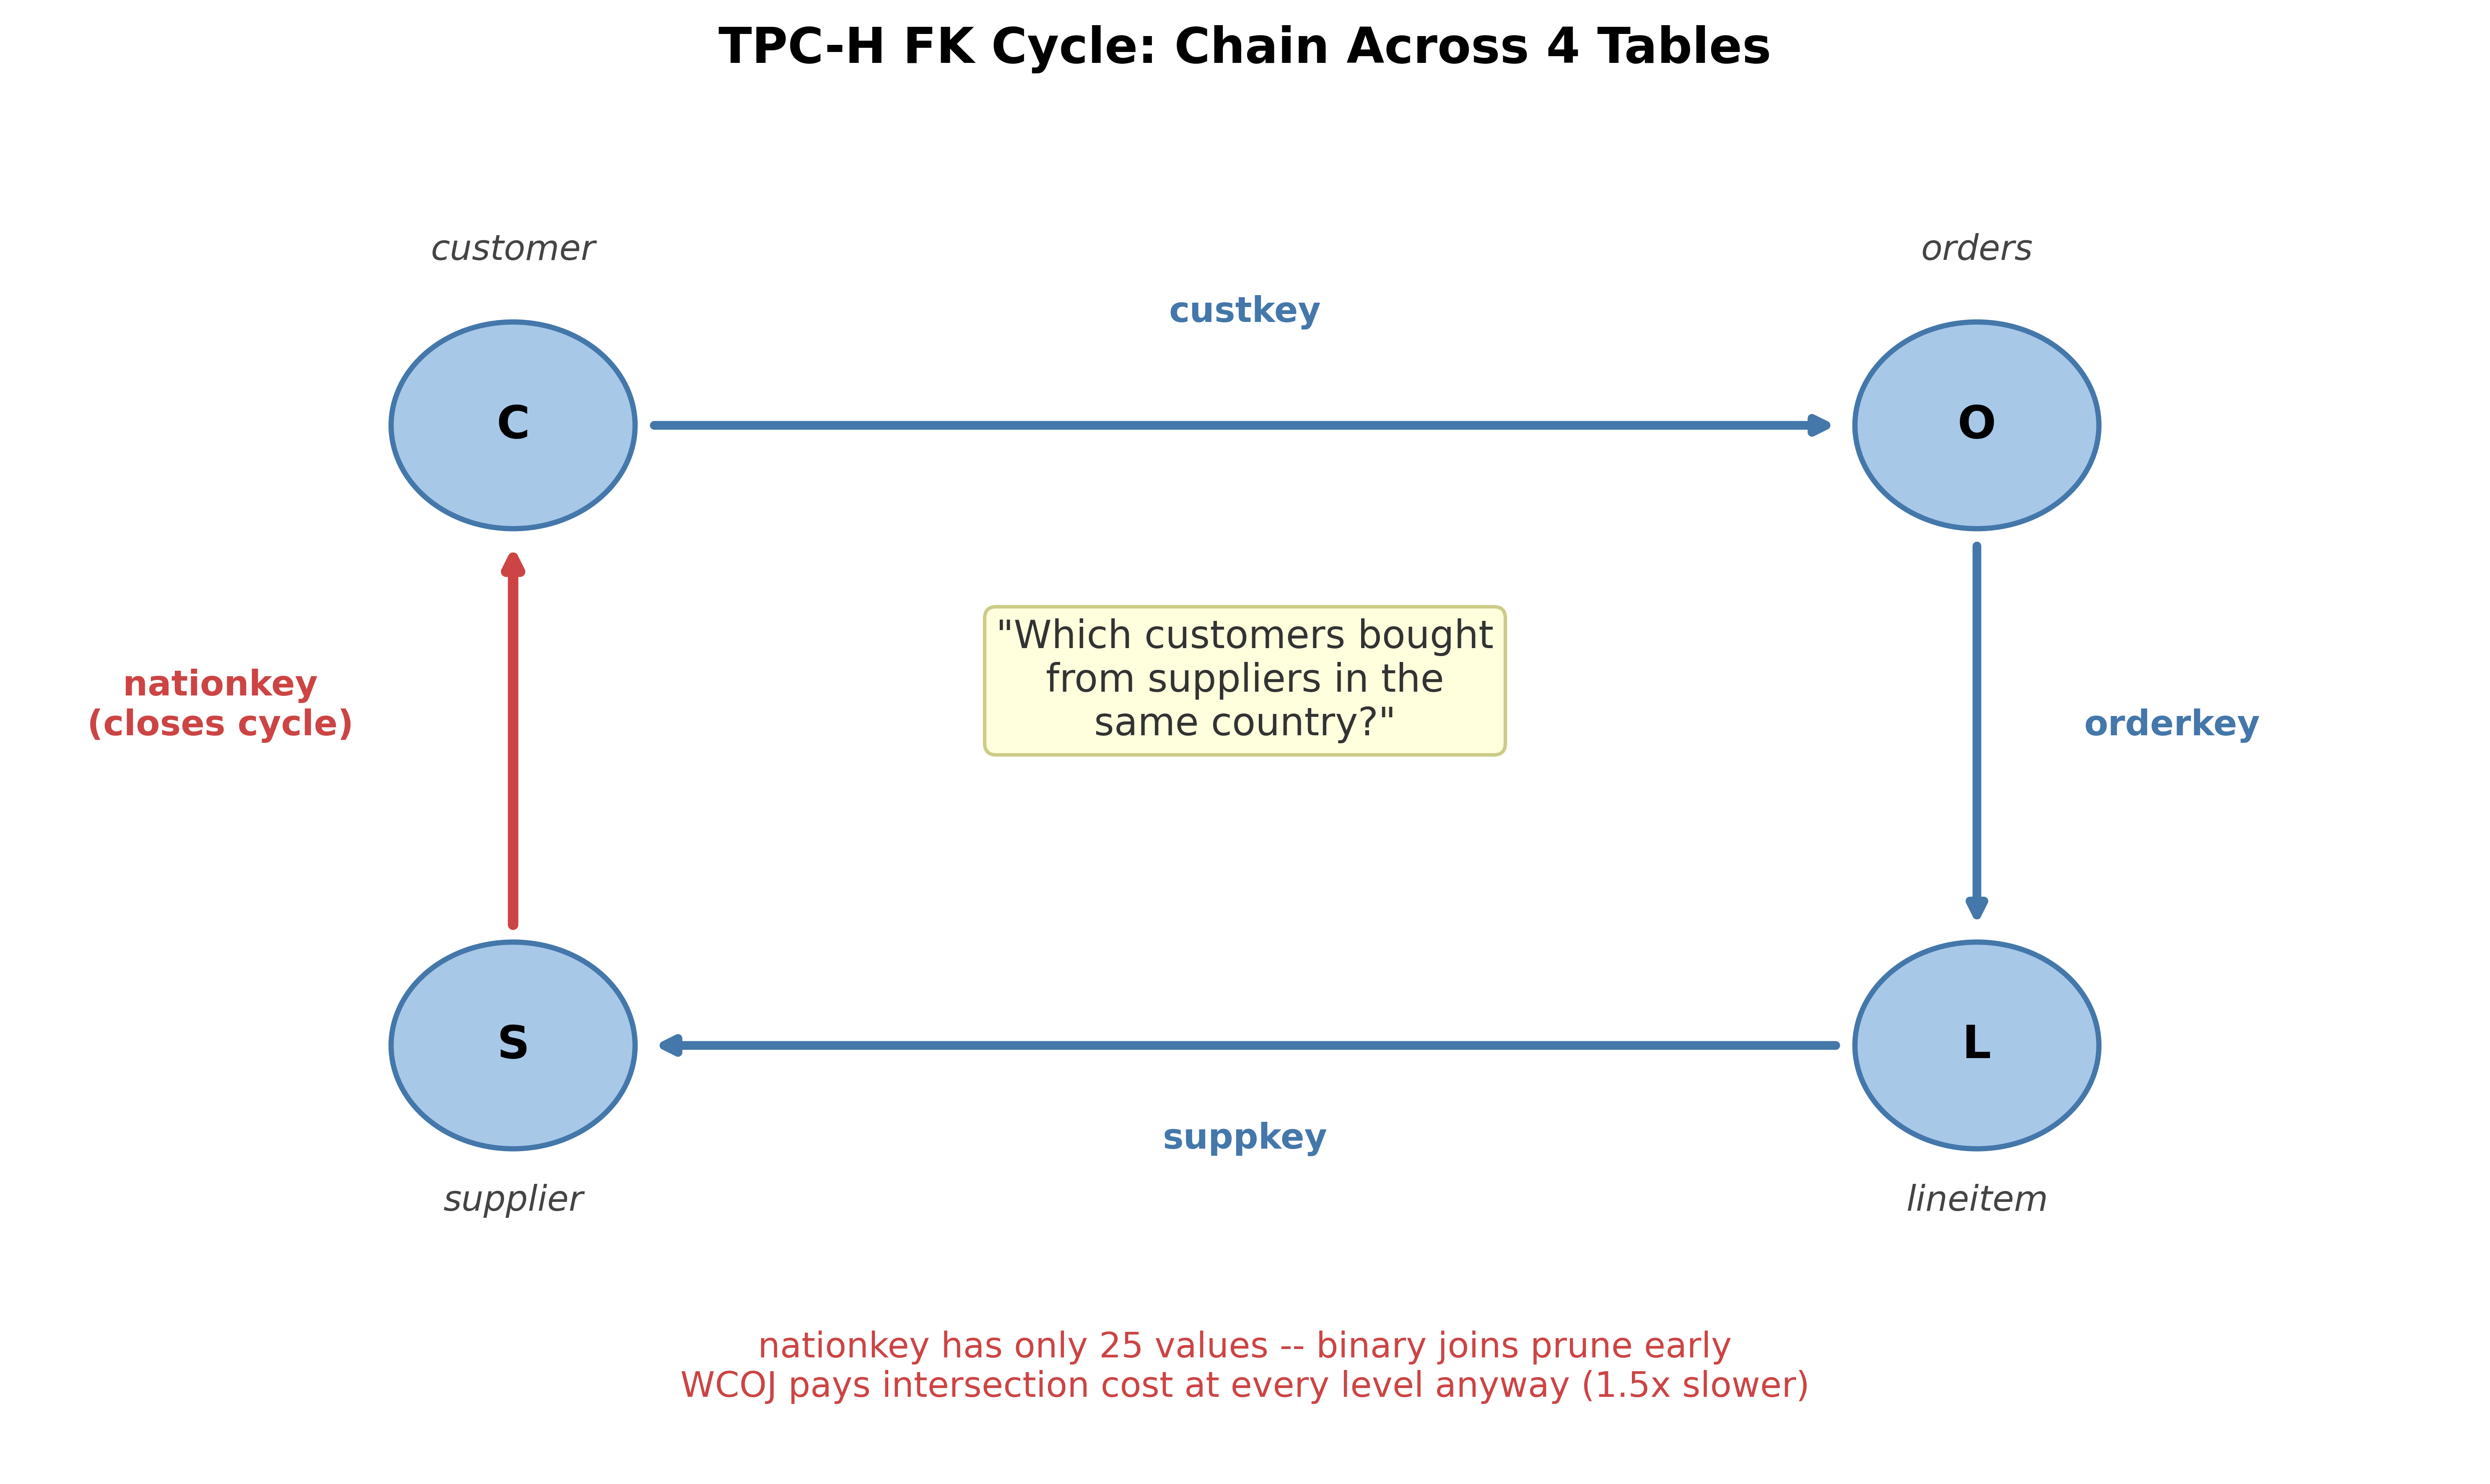 TPC-H FK Cycle: Chain Across 4 Tables
customer
orders
custkey
C
O
"Which customers bought
from suppliers in the
same country?"
nationkey
(closes cycle)
orderkey
S
L
suppkey
supplier
lineitem
nationkey has only 25 values -- binary joins prune early
WCOJ pays intersection cost at every level anyway (1.5x slower)